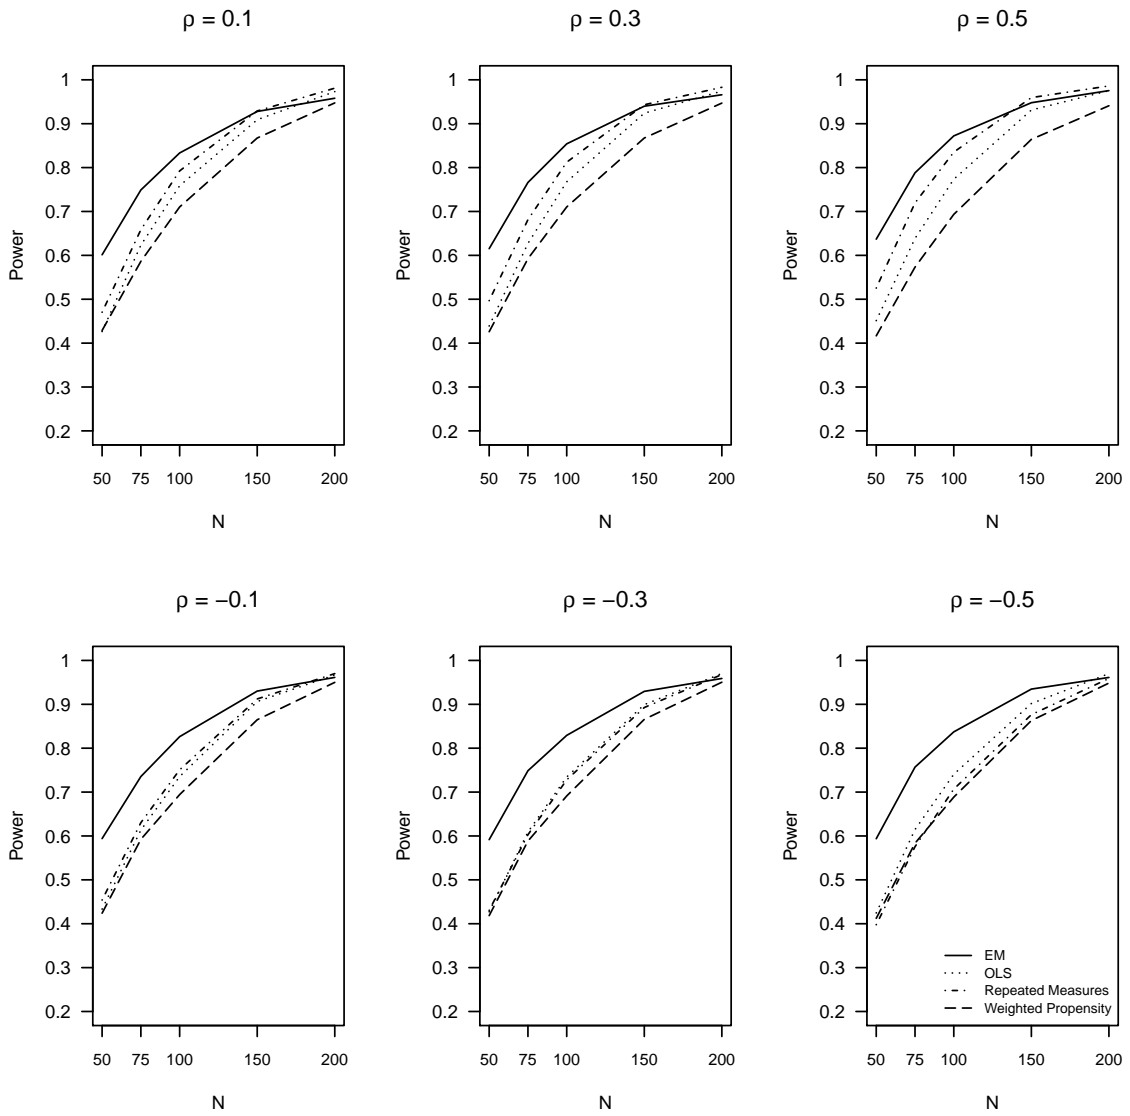 ρ = 0.1
1
0.9
0.8
0.7
0.6
0.5
0.4
0.3
0.2
Power
50 75 100 150 200
N
ρ = 0.3
1
0.9
0.8
0.7
0.6
0.5
0.4
0.3
0.2
Power
50 75 100 150 200
N
ρ = 0.5
1
0.9
0.8
0.7
0.6
0.5
0.4
0.3
0.2
Power
50 75 100 150 200
N
ρ = −0.1
1
0.9
0.8
0.7
0.6
0.5
0.4
0.3
0.2
Power
50 75 100 150 200
N
ρ = −0.3
1
0.9
0.8
0.7
0.6
0.5
0.4
0.3
0.2
Power
50 75 100 150 200
N
ρ = −0.5
1
0.9
0.8
0.7
0.6
0.5
0.4
0.3
0.2
Power
EM
OLS
Repeated Measures
Weighted Propensity
50 75 100 150 200
N